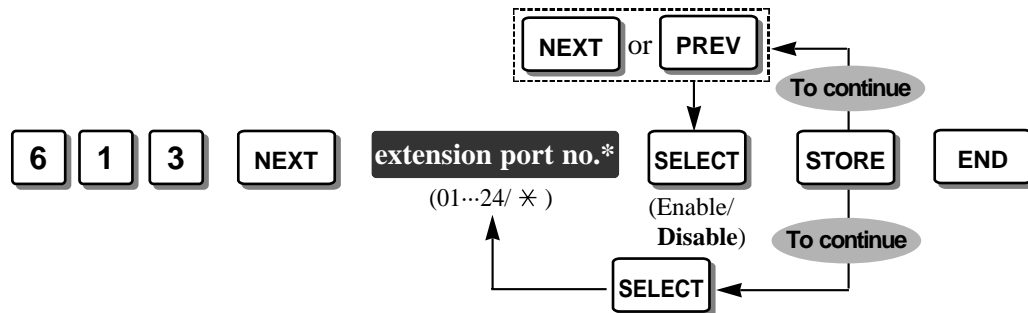 NEXT or PREV
To continue
6 1 3 NEXT extension port no.* SELECT STORE END
(01···24/ ✳ )
(Enable/
Disable)
To continue
SELECT